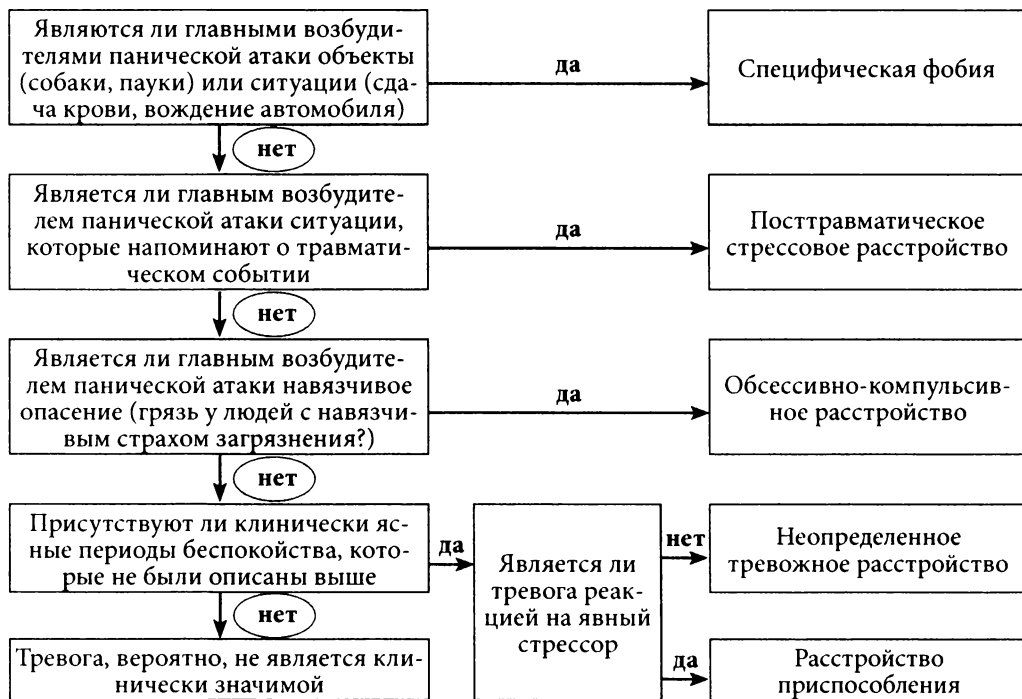 Являются ли главными возбуди-
телями панической атаки объекты
(собаки, пауки) или ситуации (сда-
ча крови, вождение автомобиля)
да
Специфическая фобия
нет
Является ли главным возбудите-
лем панической атаки ситуации,
которые напоминают о травмати-
ческом событии
да
Посттравматическое
стрессовое расстройство
нет
Является ли главным возбудите-
лем панической атаки навязчивое
опасение (грязь у людей с навязчи-
вым страхом загрязнения?)
да
Обсессивно-компульсив-
ное расстройство
нет
Присутствуют ли клинически яс-
ные периоды беспокойства, кото-
рые не были описаны выше
да
Является ли
тревога реак-
цией на явный
стрессор
нет
Неопределенное
тревожное расстройство
нет
Тревога, вероятно, не является кли-
нически значимой
да
Расстройство
приспособления